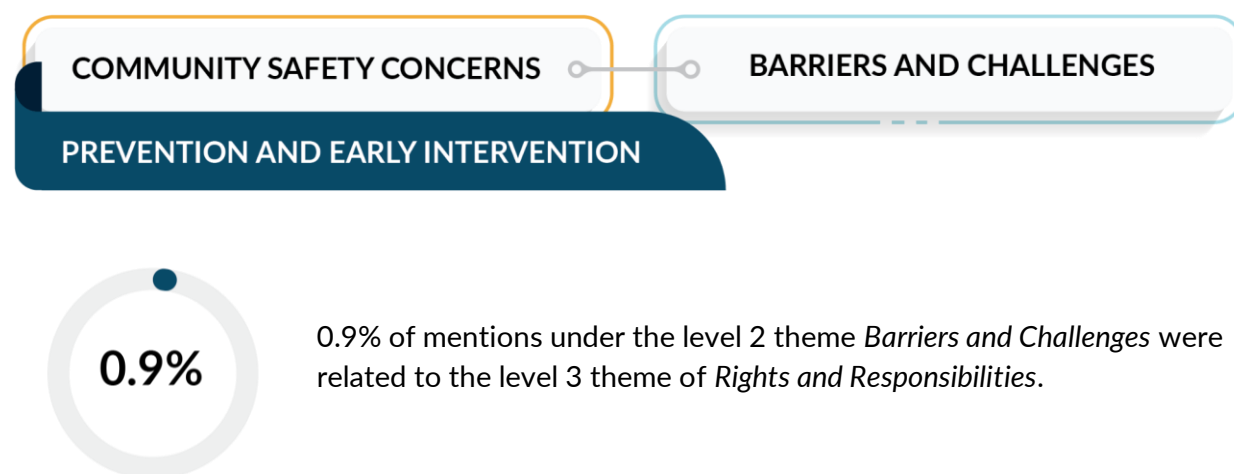 COMMUNITY SAFETY CONCERNS
BARRIERS AND CHALLENGES
PREVENTION AND EARLY INTERVENTION
0.9%
0.9% of mentions under the level 2 theme Barriers and Challenges were
related to the level 3 theme of Rights and Responsibilities.